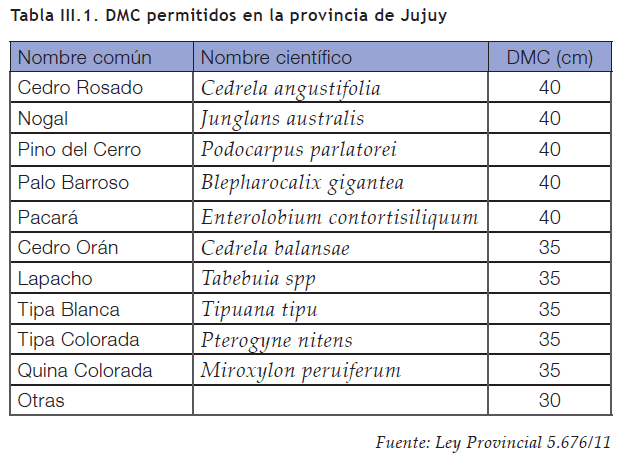 Tabla III.1. DMC permitidos en la provincia de Jujuy
Nombre común Nombre científico DMC (cm)
Cedro Rosado Cedrela angustifolia 40
Nogal Junglans australis 40
Pino del Cerro Podocarpus parlatorei 40
Palo Barroso Blepharocalix gigantea 40
Pacará Enterolobium contortisiliquum 40
Cedro Orán Cedrela balansae 35
Lapacho Tabebuia spp 35
Tipa Blanca Tipuana tipu 35
Tipa Colorada Pterogyne nitens 35
Quina Colorada Miroxylon peruiferum 35
Otras 30
Fuente: Ley Provincial 5.676/11